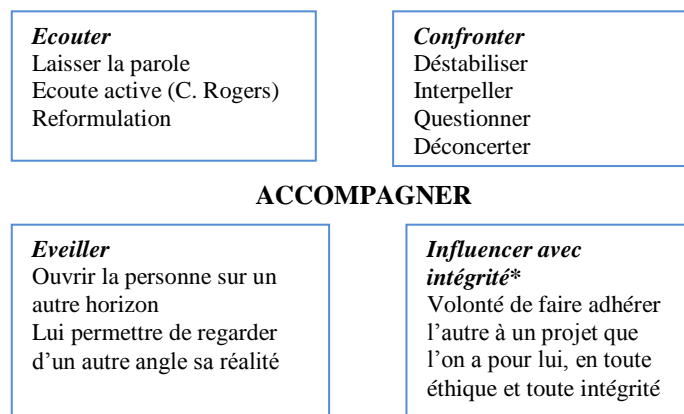 Ecouter
Laisser la parole
Ecoute active (C. Rogers)
Reformulation
Confronter
Déstabiliser
Interpeller
Questionner
Déconcerter
ACCOMPAGNER
Eveiller
Ouvrir la personne sur un
autre horizon
Lui permettre de regarder
d'un autre angle sa réalité
Influencer avec
intégrité*
Volonté de faire adhérer
l'autre à un projet que
l'on a pour lui, en toute
éthique et toute intégrité